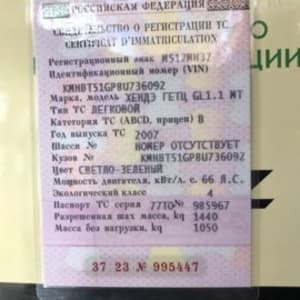 РОССИЙСКАЯ ФЕДЕРАЦИЯ
СВИДЕТЕЛЬСТВО О РЕГИСТРАЦИИ ТС
CERTIFICAT D'IMMATRICULATION
Регистрационный знак М517МН37
Идентификационный номер (VIN)
KMHBT51GP8U736092
Марка, модель ХЕНДЭ ГЕТЦ GL1.1 МТ
Тип ТС ЛЕГКОВОЙ
Категория ТС (ABCD, прицеп) B
Год выпуска ТС 2007
Шасси № НОМЕР ОТСУТСТВУЕТ
Кузов № KMHBT51GP8U736092
Цвет СВЕТЛО-ЗЕЛЕНЫЙ
Мощность двигателя, кВт/л. с. 66 Л.С.
Экологический класс 4
Паспорт ТС серия 77ТО № 985967
Разрешенная max масса, kg 1440
Масса без нагрузки, kg 1050
37 23 № 995447